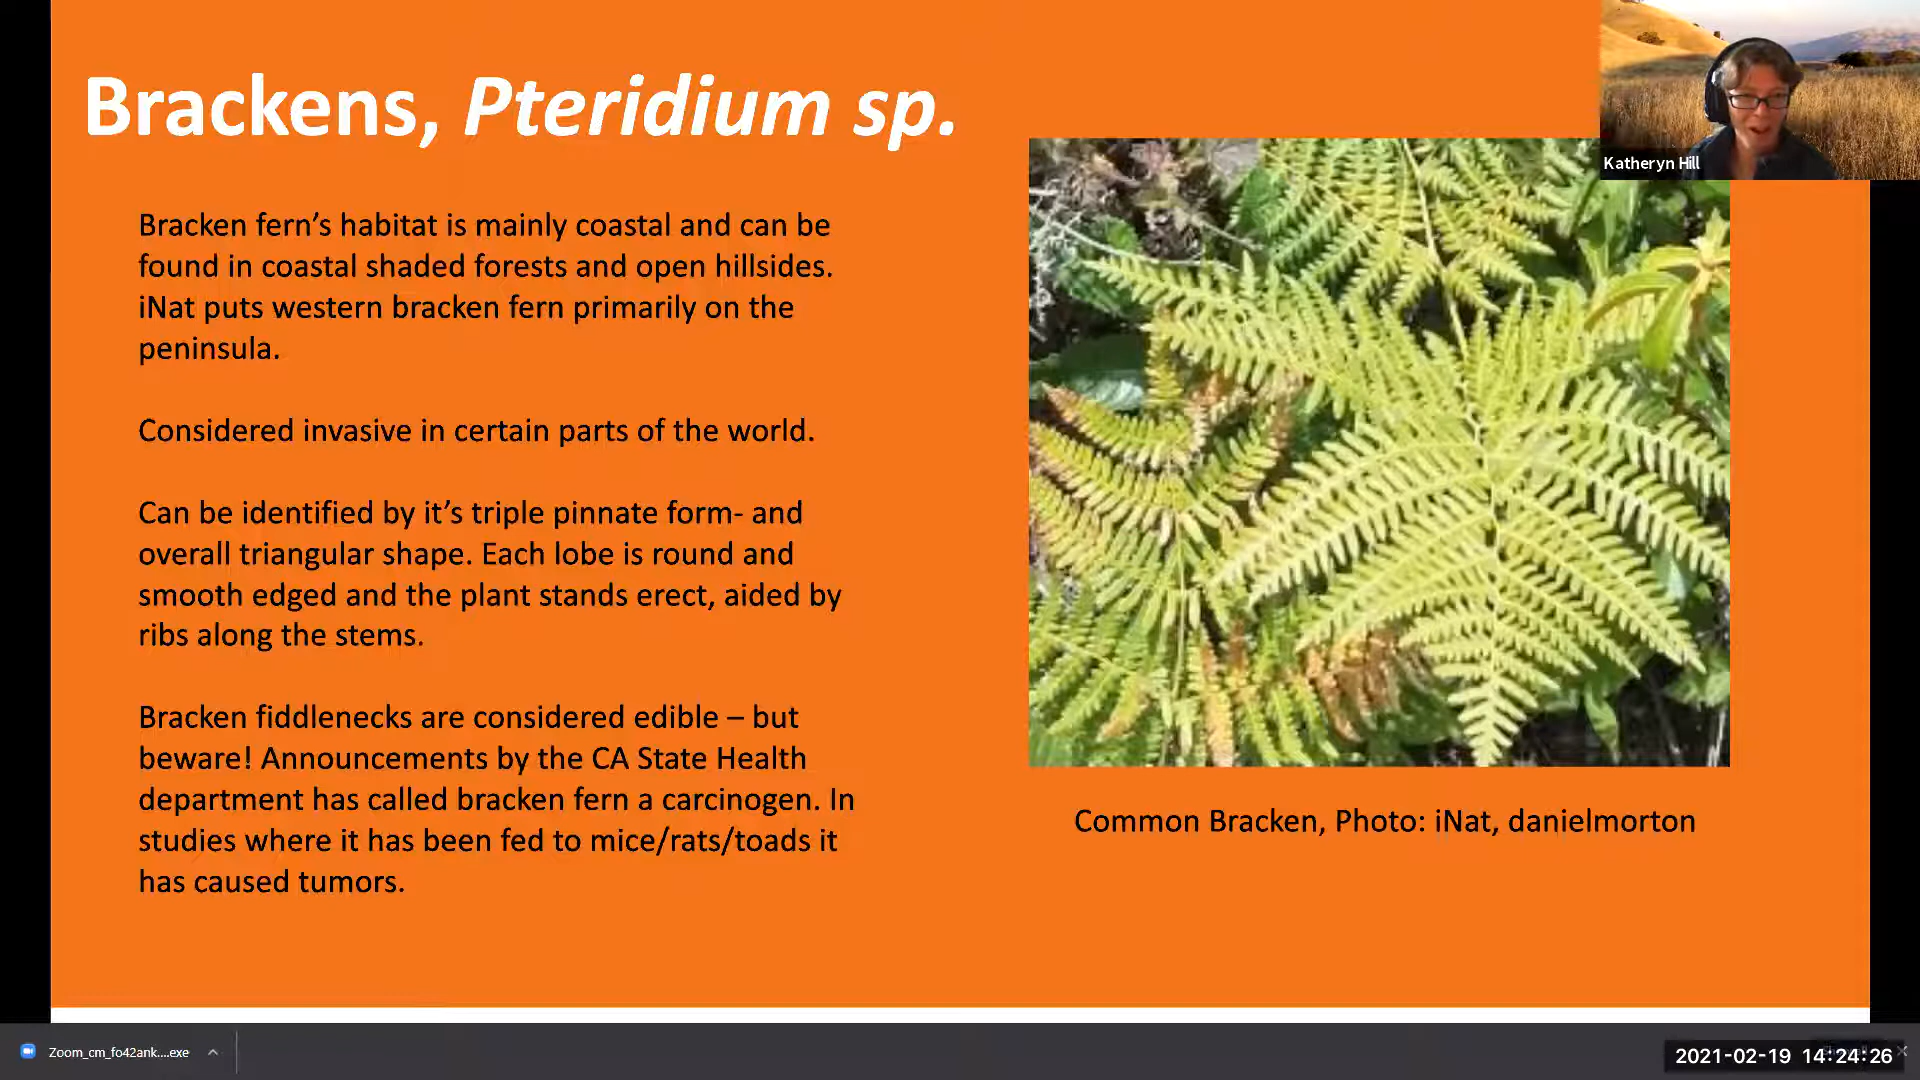 Brackens, Pteridium sp.
Katheryn Hill
Bracken fern’s habitat is mainly coastal and can be
found in coastal shaded forests and open hillsides.
iNat puts western bracken fern primarily on the
peninsula.
Considered invasive in certain parts of the world.
Can be identified by it’s triple pinnate form- and
overall triangular shape. Each lobe is round and
smooth edged and the plant stands erect, aided by
ribs along the stems.
Bracken fiddlenecks are considered edible – but
beware! Announcements by the CA State Health
department has called bracken fern a carcinogen. In
studies where it has been fed to mice/rats/toads it
has caused tumors.
Common Bracken, Photo: iNat, danielmorton
Zoom_cm_fo42ank....exe
2021-02-19 14:24:26